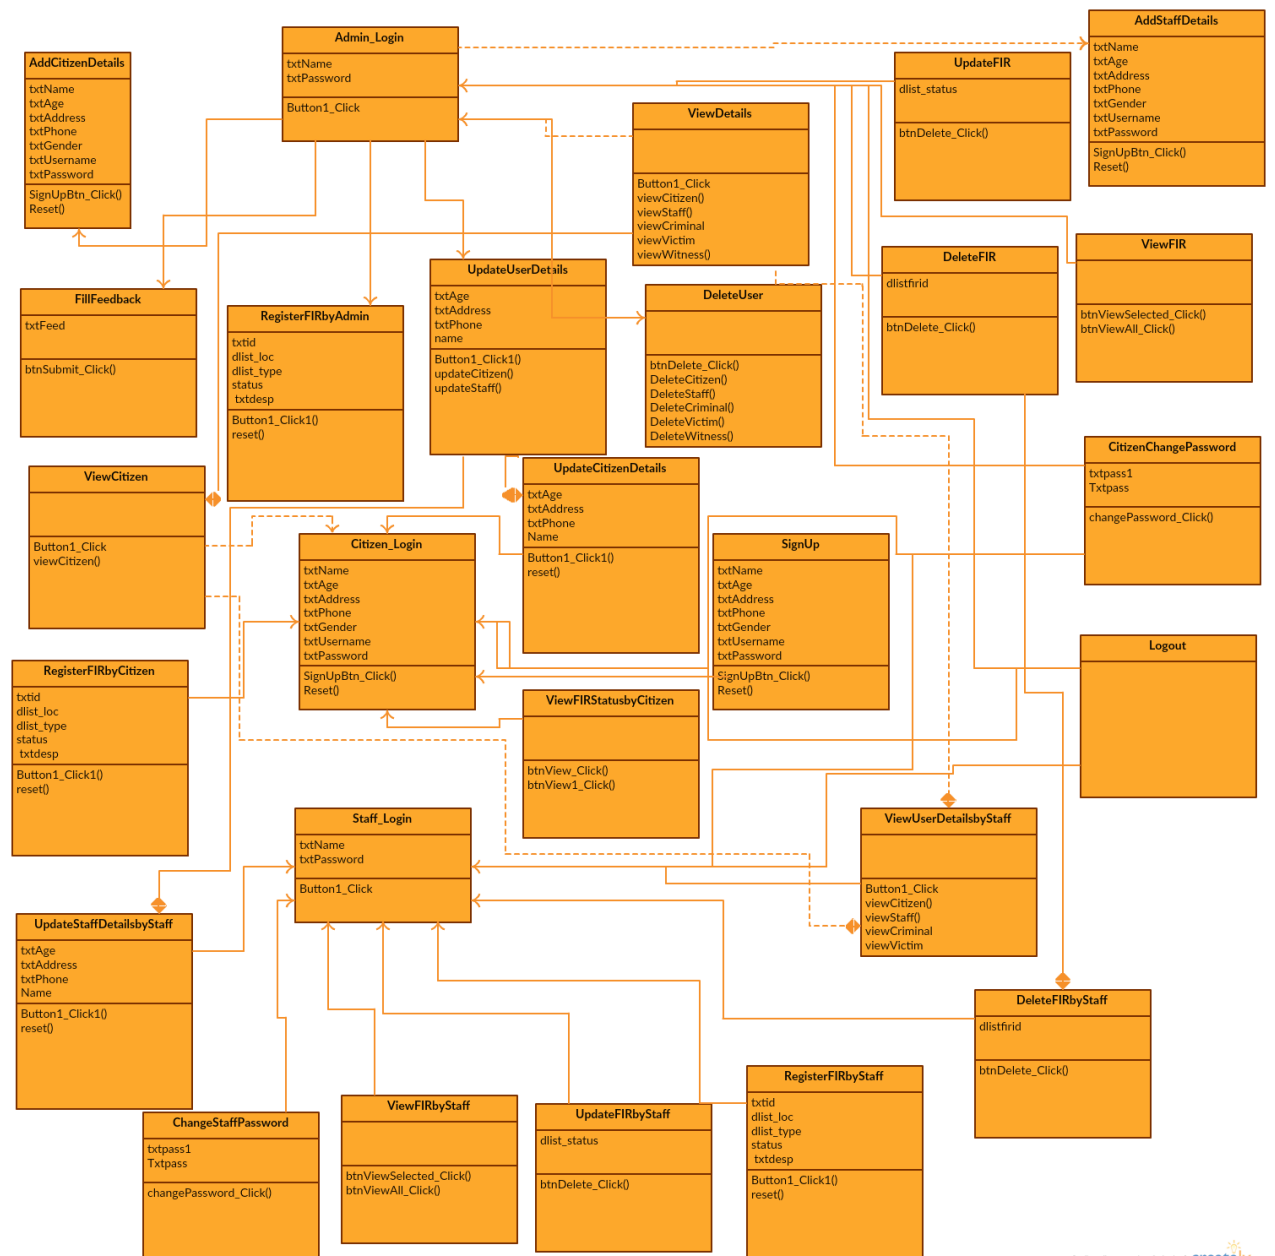 Admin_Login
txtName
txtPassword
Button1_Click
AddStaffDetails
txtName
txtAge
txtAddress
txtPhone
txtGender
txtUsername
txtPassword
SignUpBtn_Click()
Reset()
AddCitizenDetails
txtName
txtAge
txtAddress
txtPhone
txtGender
txtUsername
txtPassword
SignUpBtn_Click()
Reset()
UpdateFIR
dlist_status
btnDelete_Click()
ViewDetails
Button1_Click
viewCitizen()
viewStaff()
viewCriminal
viewVictim
viewWitness()
ViewFIR
btnViewSelected_Click()
btnViewAll_Click()
DeleteFIR
dlistfirid
btnDelete_Click()
UpdateUserDetails
txtAge
txtAddress
txtPhone
name
Button1_Click1()
updateCitizen()
updateStaff()
DeleteUser
btnDelete_Click()
DeleteCitizen()
DeleteStaff()
DeleteCriminal()
DeleteVictim()
DeleteWitness()
FillFeedback
txtFeed
btnSubmit_Click()
RegisterFIRbyAdmin
txtid
dlist_loc
dlist_type
status
txtdesp
Button1_Click1()
reset()
CitizenChangePassword
txtpass1
Txtpass
changePassword_Click()
ViewCitizen
Button1_Click
viewCitizen()
UpdateCitizenDetails
txtAge
txtAddress
txtPhone
Name
Button1_Click1()
reset()
Citizen_Login
txtName
txtAge
txtAddress
txtPhone
txtGender
txtUsername
txtPassword
SignUpBtn_Click()
Reset()
SignUp
txtName
txtAge
txtAddress
txtPhone
txtGender
txtUsername
txtPassword
SignUpBtn_Click()
Reset()
Logout
RegisterFIRbyCitizen
txtid
dlist_loc
dlist_type
status
txtdesp
Button1_Click1()
reset()
ViewFIRStatusbyCitizen
btnView_Click()
btnView1_Click()
Staff_Login
txtName
txtPassword
Button1_Click
ViewUserDetailsbyStaff
Button1_Click
viewCitizen()
viewStaff()
viewCriminal
viewVictim
UpdateStaffDetailsbyStaff
txtAge
txtAddress
txtPhone
Name
Button1_Click1()
reset()
DeleteFIRbyStaff
dlistfirid
btnDelete_Click()
RegisterFIRbyStaff
txtid
dlist_loc
dlist_type
status
txtdesp
Button1_Click1()
reset()
ViewFIRbyStaff
btnViewSelected_Click()
btnViewAll_Click()
UpdateFIRbyStaff
dlist_status
btnDelete_Click()
ChangeStaffPassword
txtpass1
Txtpass
changePassword_Click()